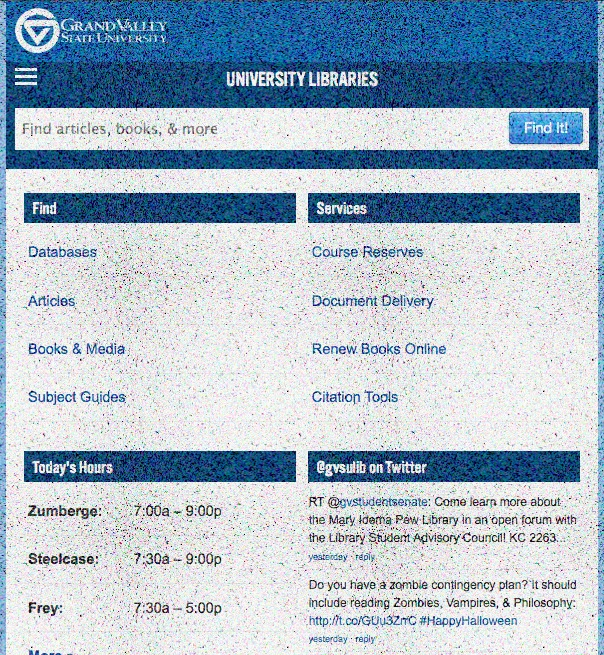 GRAND VALLEY
STATE UNIVERSITY
UNIVERSITY LIBRARIES
Find articles, books, & more
Find It!
Find
Databases
Articles
Books & Media
Subject Guides
Services
Course Reserves
Document Delivery
Renew Books Online
Citation Tools
Today's Hours
Zumberge: 7:00a – 9:00p
Steelcase: 7:30a – 9:00p
Frey: 7:30a – 5:00p
More
@gvsulib on Twitter
RT @gvstudentsenate: Come learn more about
the Mary Idema Pew Library in an open forum with
the Library Student Advisory Council! KC 2263...
yesterday · reply
Do you have a zombie contingency plan? It should
include reading Zombies, Vampires, & Philosophy:
#HappyHalloween
yesterday · reply